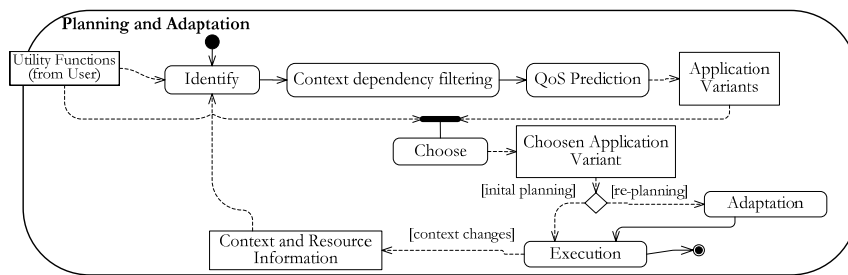 Planning and Adaptation
Utility Functions
(from User)
Identify
Context dependency filtering
QoS Prediction
Application
Variants
Choose
Choosen Application
Variant
[inital planning]
[re-planning]
Adaptation
Context and Resource
Information
[context changes]
Execution